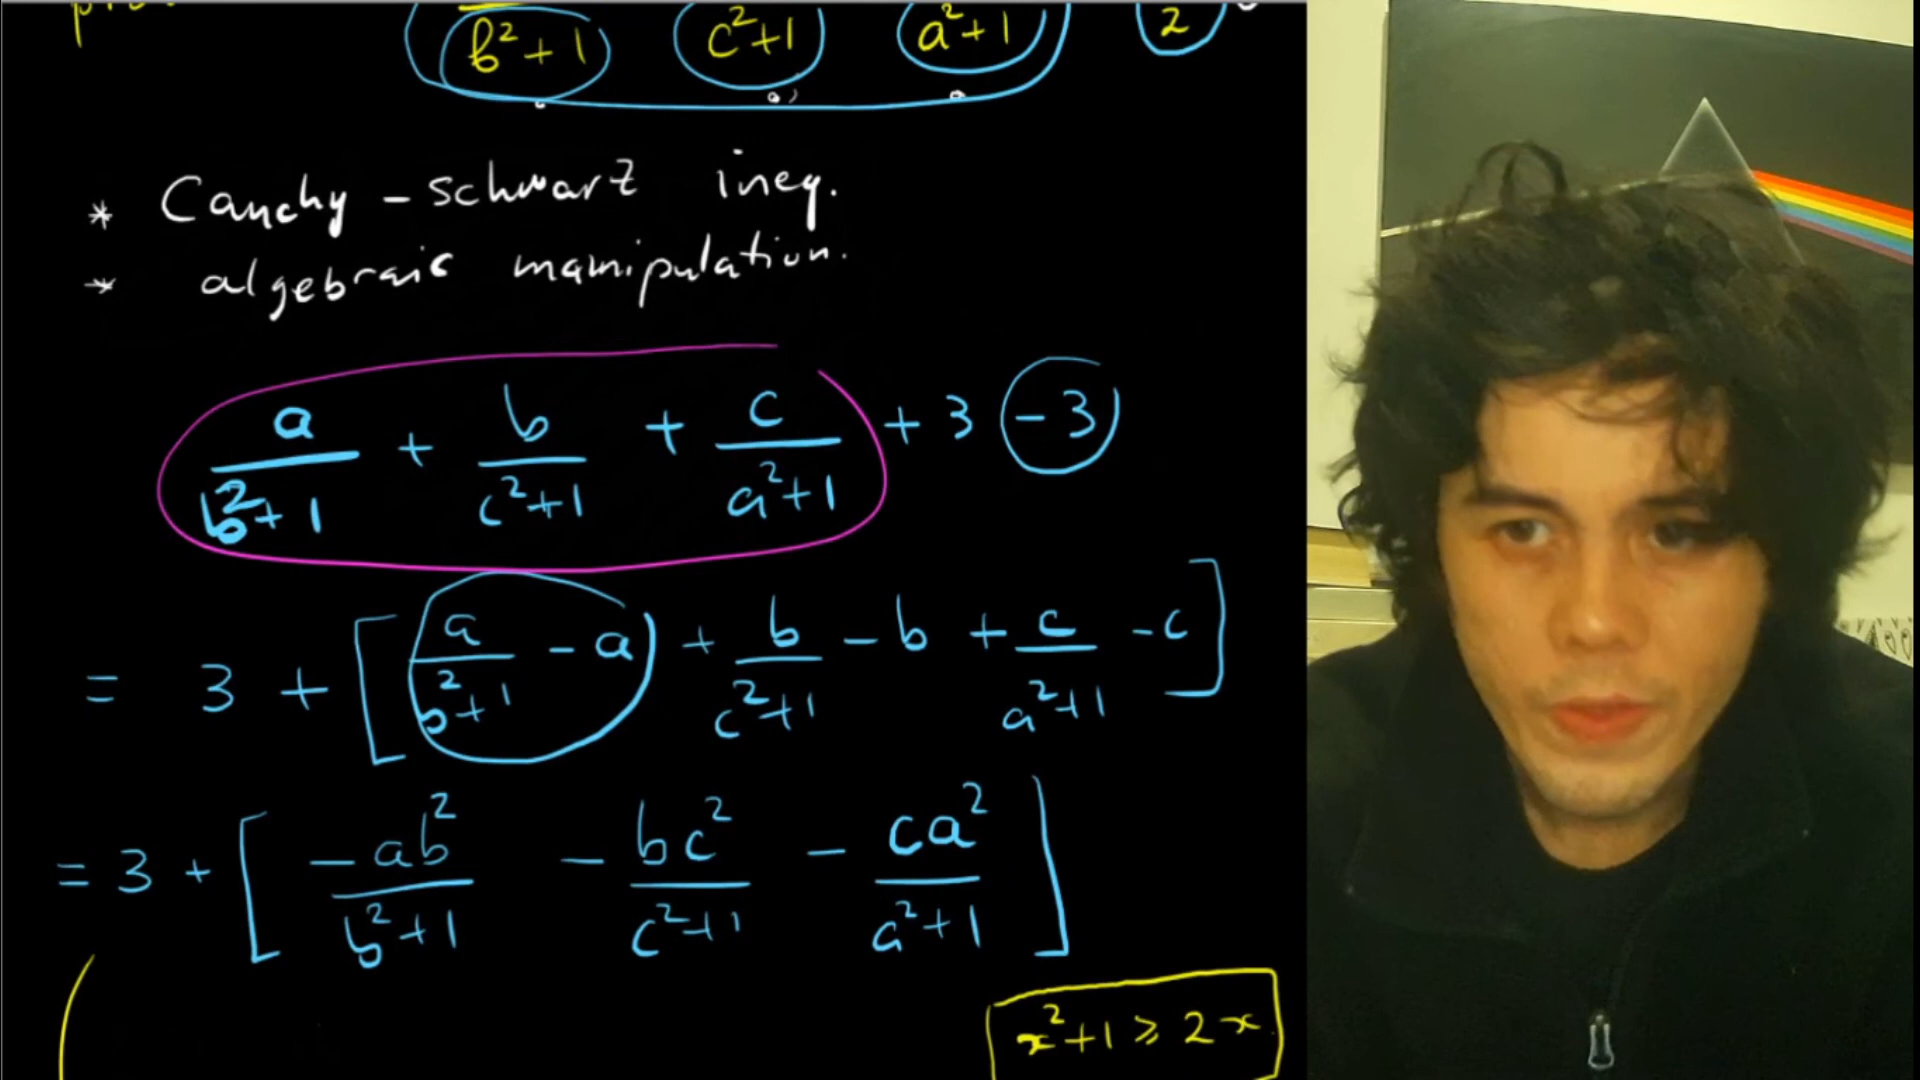 b² + 1 c² + 1 a² + 1 2
* Cauchy - schwarz ineq.
* algebraic manipulation.
a/(b² + 1) + b/(c² + 1) + c/(a² + 1) + 3 - 3
= 3 + [a/(b² + 1) - a + b/(c² + 1) - b + c/(a² + 1) - c]
= 3 + [-ab²/(b² + 1) - bc²/(c² + 1) - ca²/(a² + 1)]
x² + 1 ⩾ 2x